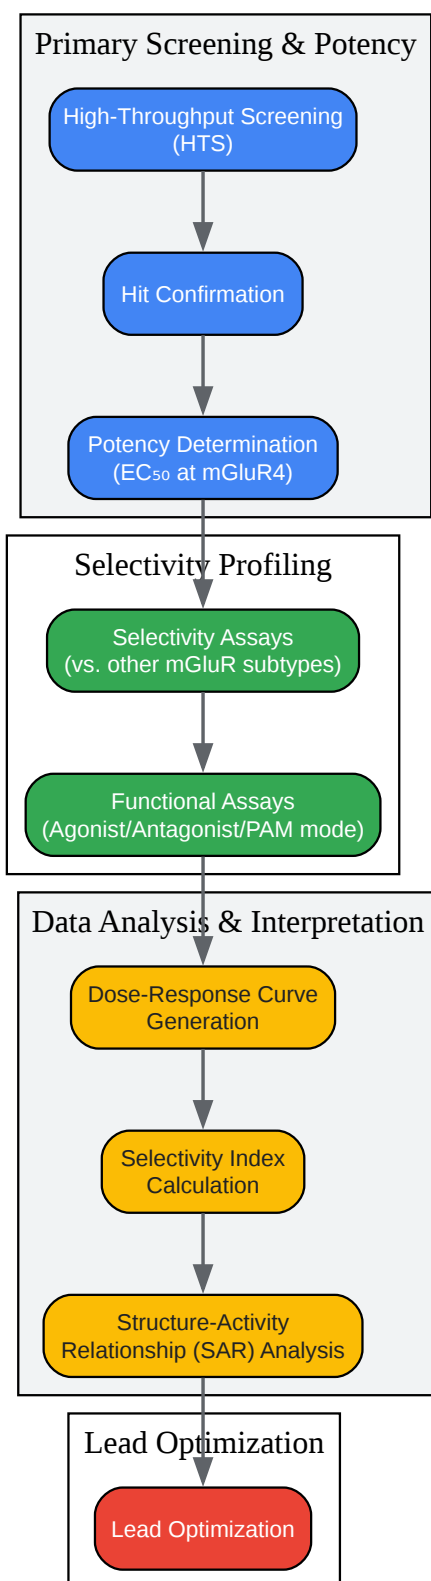 Primary Screening & Potency
High-Throughput Screening
(HTS)
Hit Confirmation
Potency Determination
(EC₅₀ at mGluR4)
Selectivity Profiling
Selectivity Assays
(vs. other mGluR subtypes)
Functional Assays
(Agonist/Antagonist/PAM mode)
Data Analysis & Interpretation
Dose-Response Curve
Generation
Selectivity Index
Calculation
Structure-Activity
Relationship (SAR) Analysis
Lead Optimization
Lead Optimization